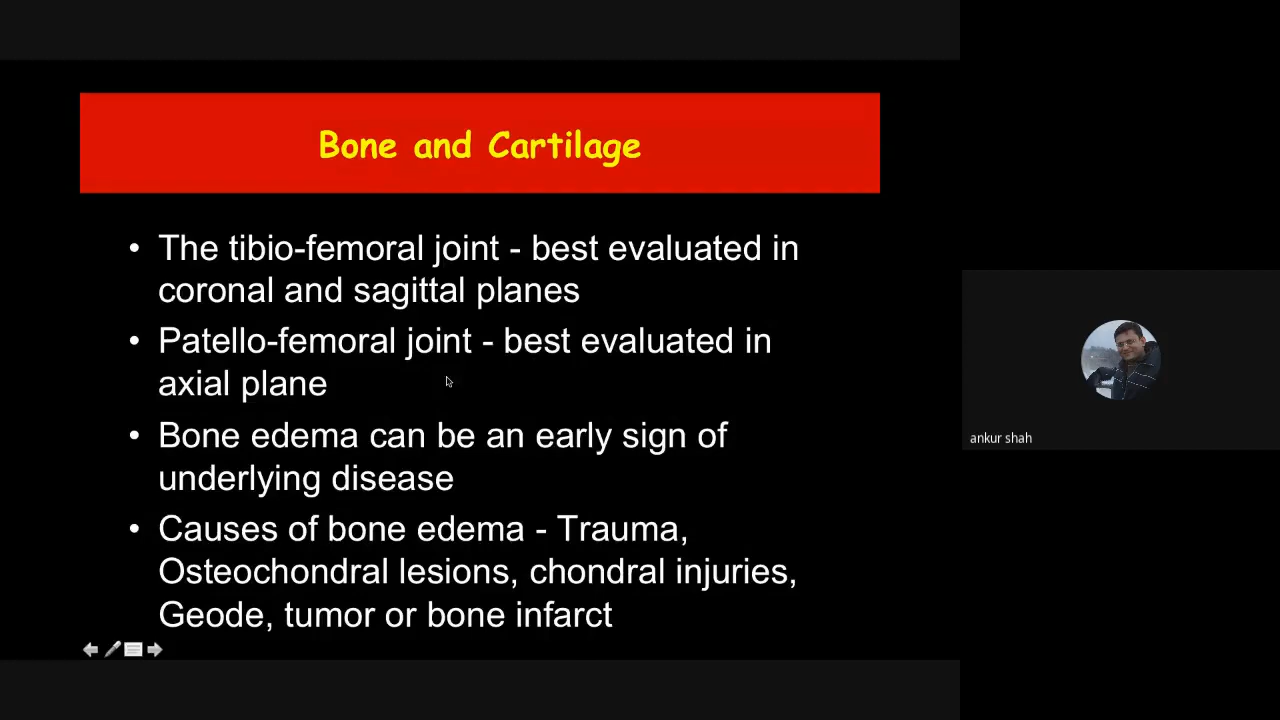 Bone and Cartilage
• The tibio-femoral joint - best evaluated in
coronal and sagittal planes
• Patello-femoral joint - best evaluated in
axial plane
• Bone edema can be an early sign of
underlying disease
• Causes of bone edema - Trauma,
Osteochondral lesions, chondral injuries,
Geode, tumor or bone infarct
ankur shah